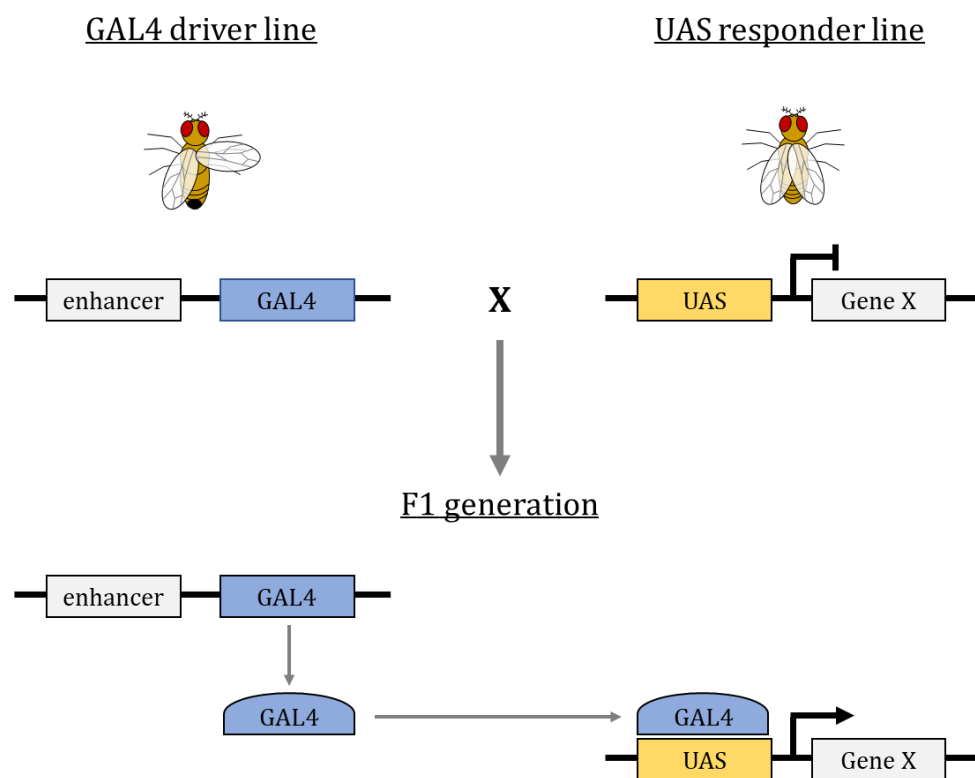 GAL4 driver line
UAS responder line
enhancer
GAL4
X
UAS
Gene X
F1 generation
enhancer
GAL4
GAL4
GAL4
UAS
Gene X